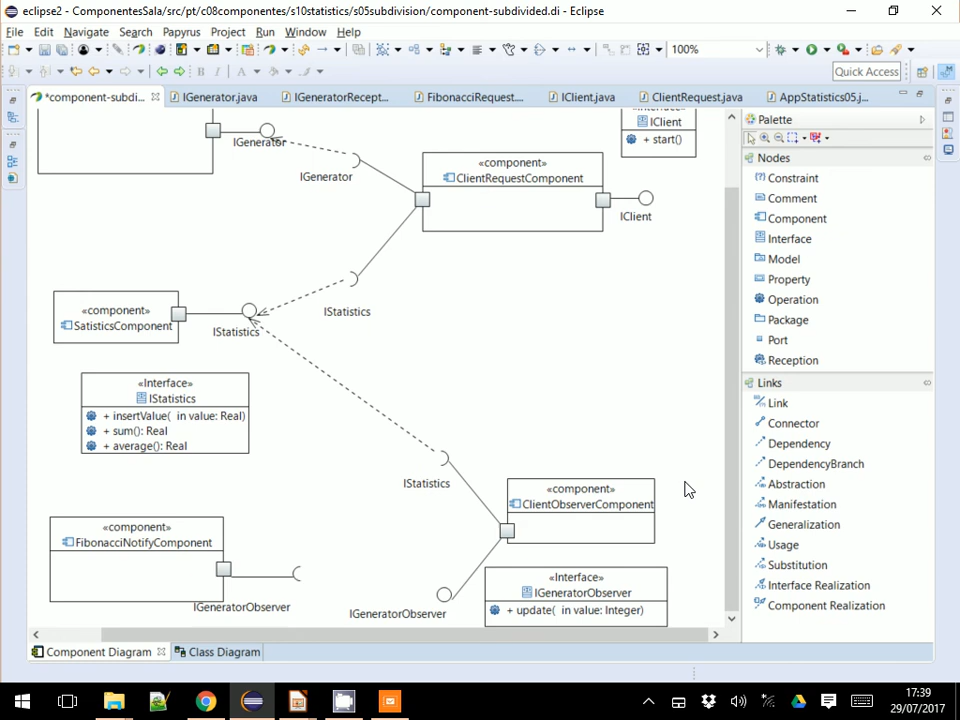 eclipse2 - ComponentesSala/src/pt/c08componentes/s10statistics/s05subdivision/component-subdivided.di - Eclipse
File Edit Navigate Search Papyrus Project Run Window Help
100%
B I A
Quick Access
*component-subdi... IGenerator.java IGeneratorRecept... FibonacciRequest... IClient.java ClientRequest.java AppStatistics05.j...
IGenerator
IGenerator
IClient
+ start()
«component»
ClientRequestComponent
IClient
«component»
SatisticsComponent
IStatistics
IStatistics
«Interface»
IStatistics
+ insertValue( in value: Real)
+ sum(): Real
+ average(): Real
IStatistics
«component»
ClientObserverComponent
«component»
FibonacciNotifyComponent
IGeneratorObserver
IGeneratorObserver
«Interface»
IGeneratorObserver
+ update( in value: Integer)
Palette
Nodes
Constraint
Comment
Component
Interface
Model
Property
Operation
Package
Port
Reception
Links
Link
Connector
Dependency
DependencyBranch
Abstraction
Manifestation
Generalization
Usage
Substitution
Interface Realization
Component Realization
Component Diagram Class Diagram
17:39
29/07/2017